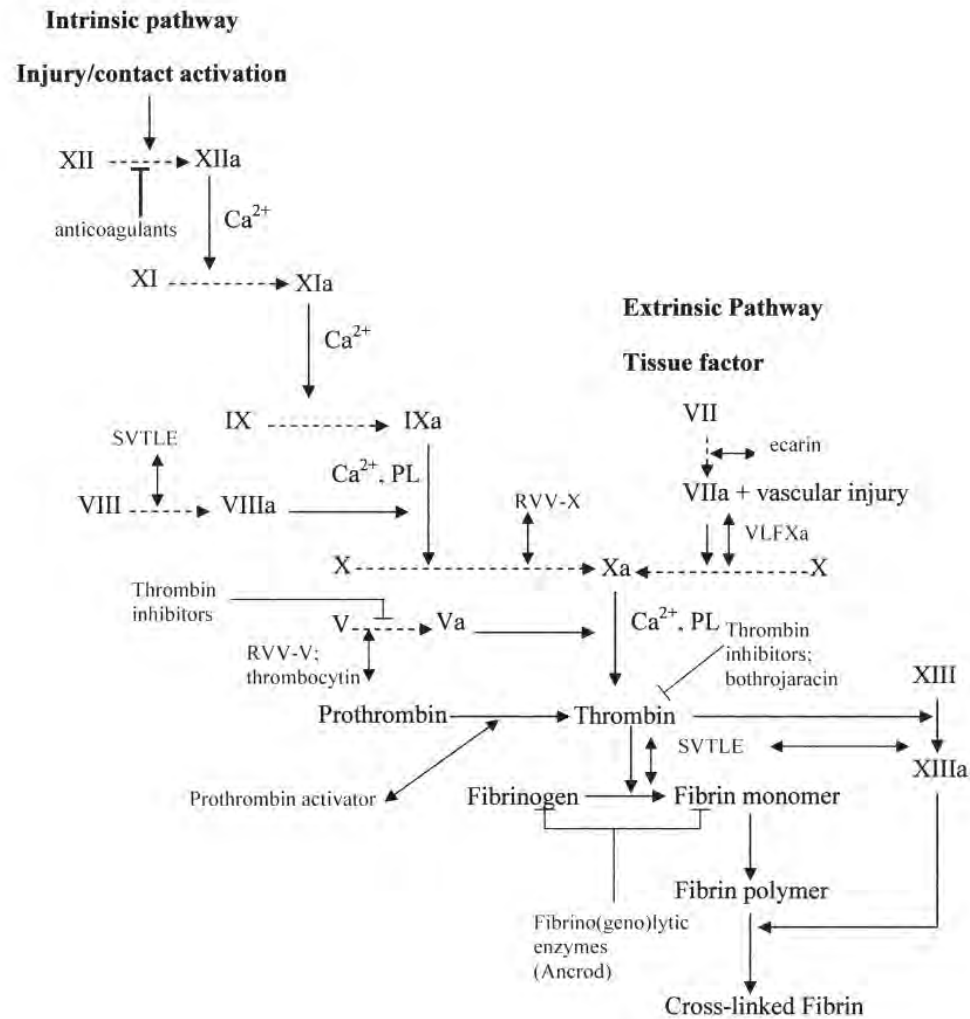 Intrinsic pathway
Injury/contact activation
XII
XIIa
anticoagulants
Ca²⁺
XI
XIa
Ca²⁺
Extrinsic Pathway
Tissue factor
VII
IX
IXa
SVTLE
ecarin
Ca²⁺, PL
VIIa + vascular injury
VIII
VIIIa
RVV-X
VLFXa
X
Xa
X
Thrombin
inhibitors
V
Va
Ca²⁺, PL
RVV-V;
thrombocytin
Thrombin
inhibitors;
bothrojaracin
XIII
Prothrombin
Thrombin
SVTLE
XIIIa
Prothrombin activator
Fibrinogen
Fibrin monomer
Fibrin polymer
Fibrino(geno)lytic
enzymes
(Ancrod)
Cross-linked Fibrin